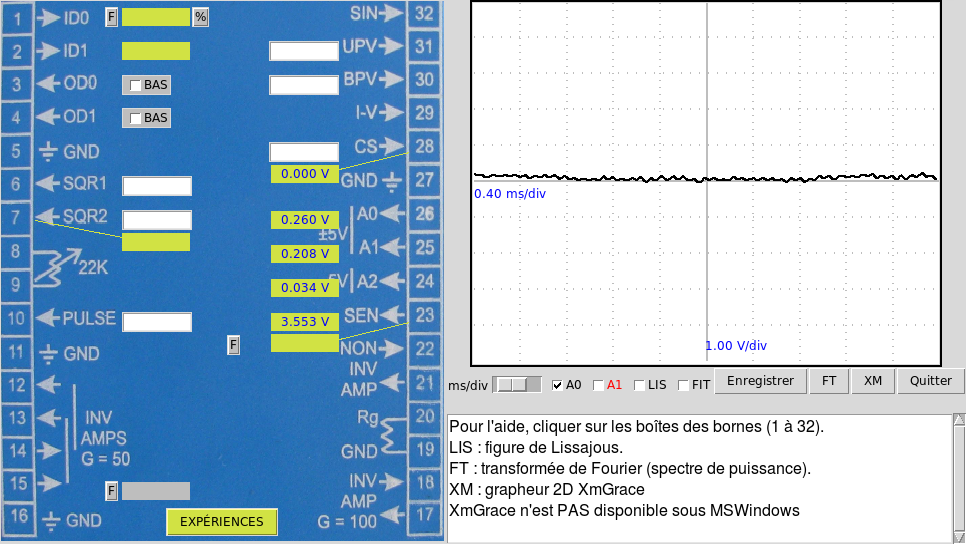 1 ID0 F % SIN 32
2 ID1 UPV 31
3 OD0 BAS BPV 30
4 OD1 BAS I-V 29
5 GND CS 28
0.000 V
6 SQR1 GND 27
7 SQR2 0.260 V A0 26
±5V
8 0.208 V A1 25
22K
9 0.034 V 5V A2 24
10 PULSE 3.553 V SEN 23
11 GND F NON 22
INV
12 AMP 21
13 INV Rg 20
AMPS
14 G = 50 GND 19
15 F INV 18
AMP
16 GND EXPÉRIENCES G = 100 17
0.40 ms/div
1.00 V/div
ms/div A0 A1 LIS FIT Enregistrer FT XM Quitter
Pour l'aide, cliquer sur les boîtes des bornes (1 à 32).
LIS : figure de Lissajous.
FT : transformée de Fourier (spectre de puissance).
XM : grapheur 2D XmGrace
XmGrace n'est PAS disponible sous MSWindows